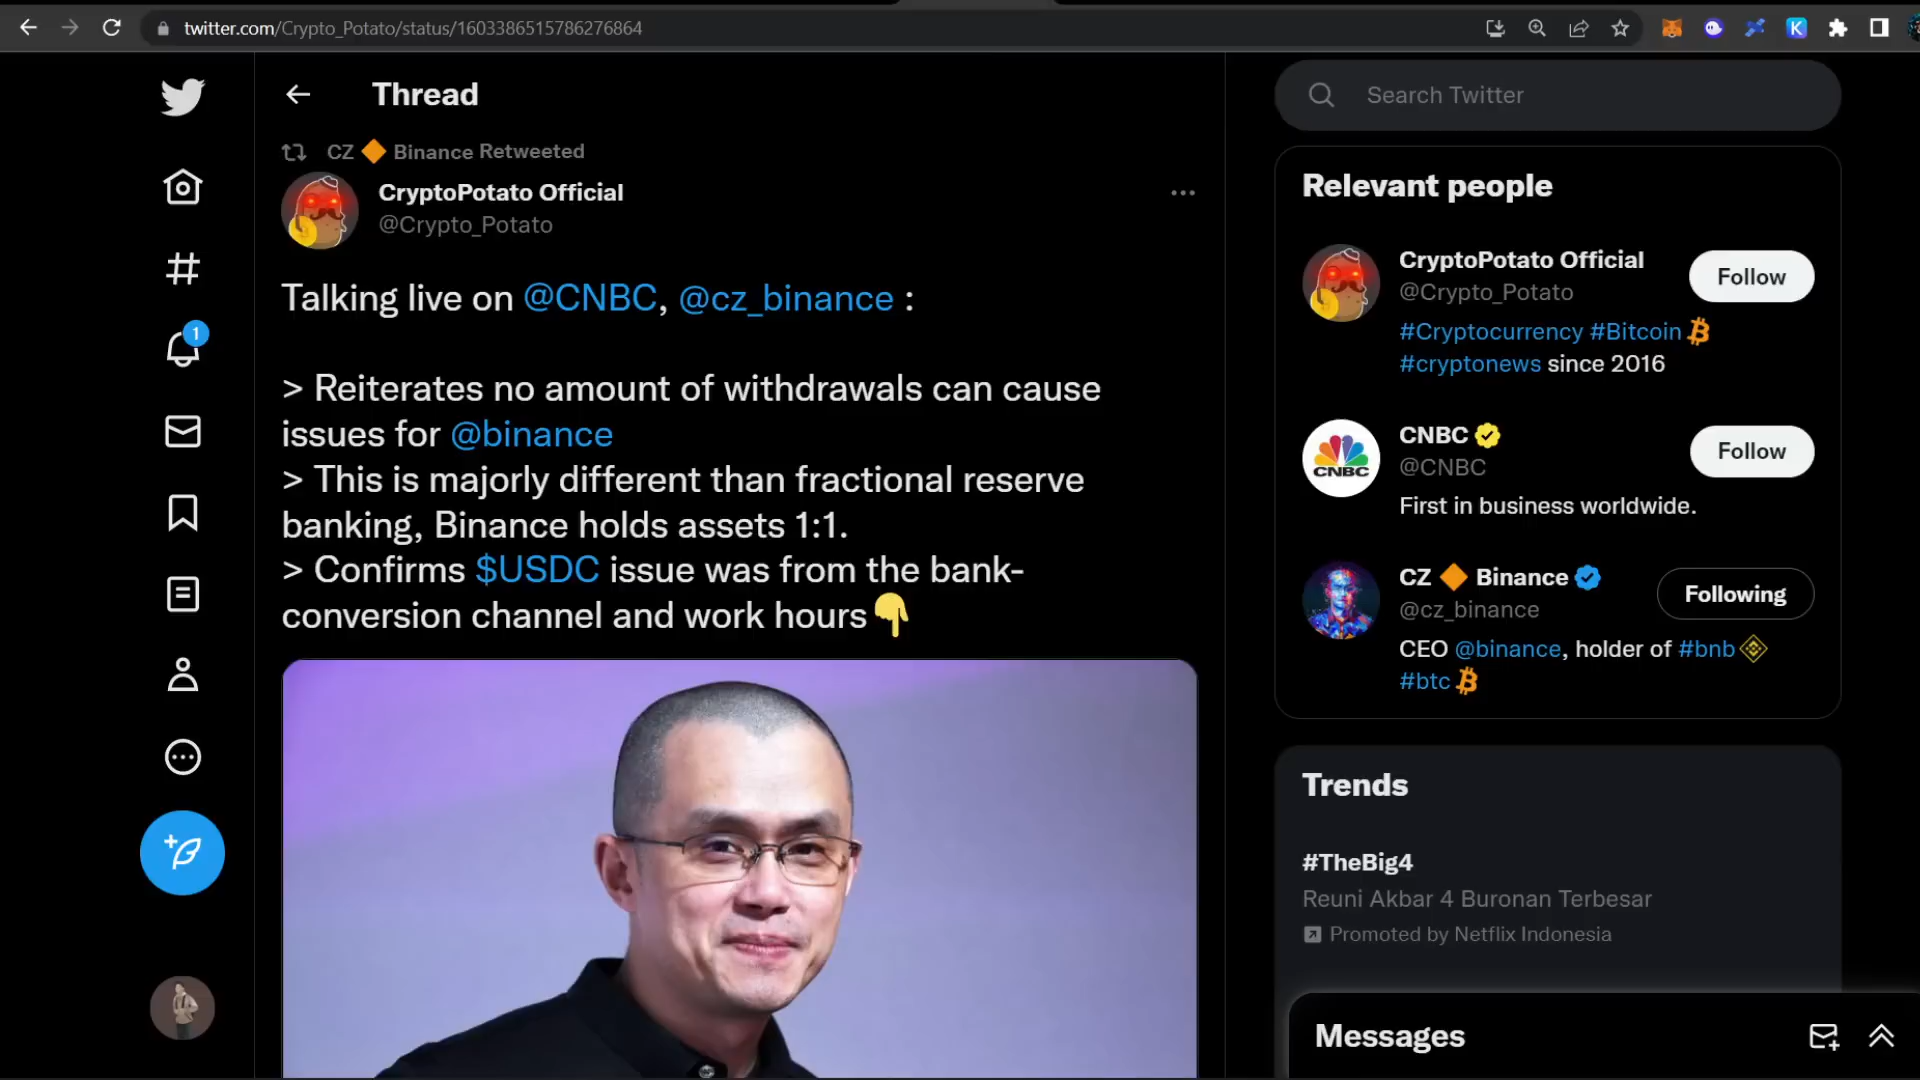 twitter.com/Crypto_Potato/status/1603386515786276864
Thread
CZ 🔶 Binance Retweeted
CryptoPotato Official
@Crypto_Potato
Talking live on @CNBC, @cz_binance :
> Reiterates no amount of withdrawals can cause
issues for @binance
> This is majorly different than fractional reserve
banking, Binance holds assets 1:1.
> Confirms $USDC issue was from the bank-
conversion channel and work hours👇
1
Search Twitter
Relevant people
CryptoPotato Official
@Crypto_Potato
Follow
#Cryptocurrency #Bitcoin
#cryptonews since 2016
CNBC
@CNBC
Follow
First in business worldwide.
CNBC
CZ 🔶 Binance
@cz_binance
Following
CEO @binance, holder of #bnb
#btc
Trends
#TheBig4
Reuni Akbar 4 Buronan Terbesar
Promoted by Netflix Indonesia
Messages